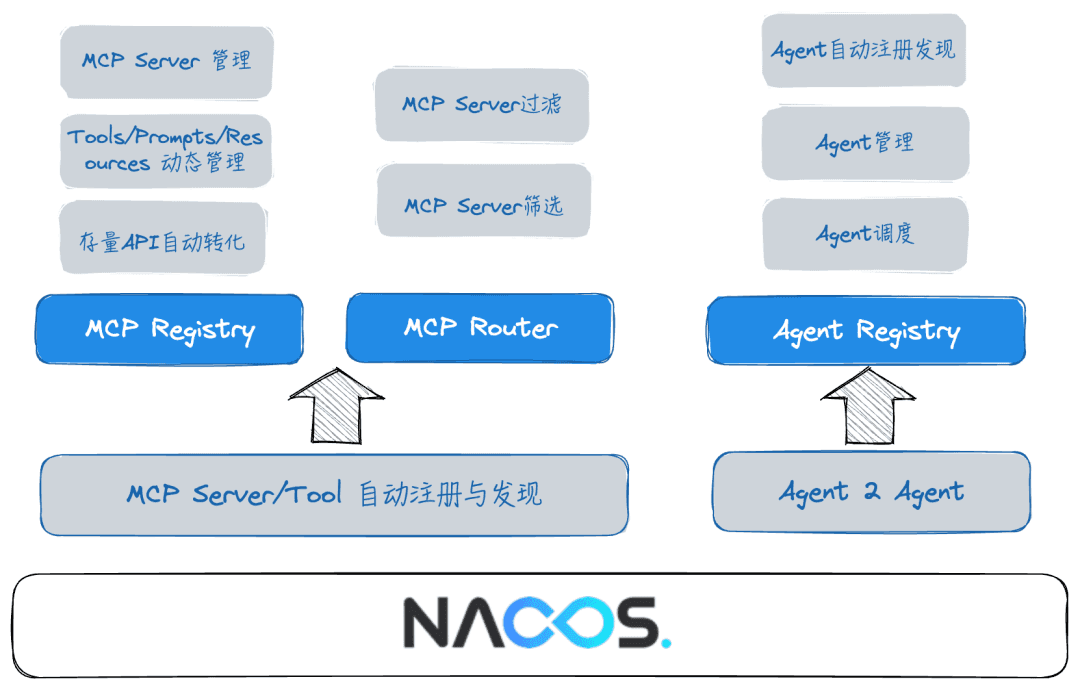 MCP Server 管理
Tools/Prompts/Res
ources 动态管理
存量API自动转化
MCP Server过滤
MCP Server筛选
Agent自动注册发现
Agent管理
Agent调度
MCP Registry
MCP Router
Agent Registry
MCP Server/Tool 自动注册与发现
Agent 2 Agent
NACOS.